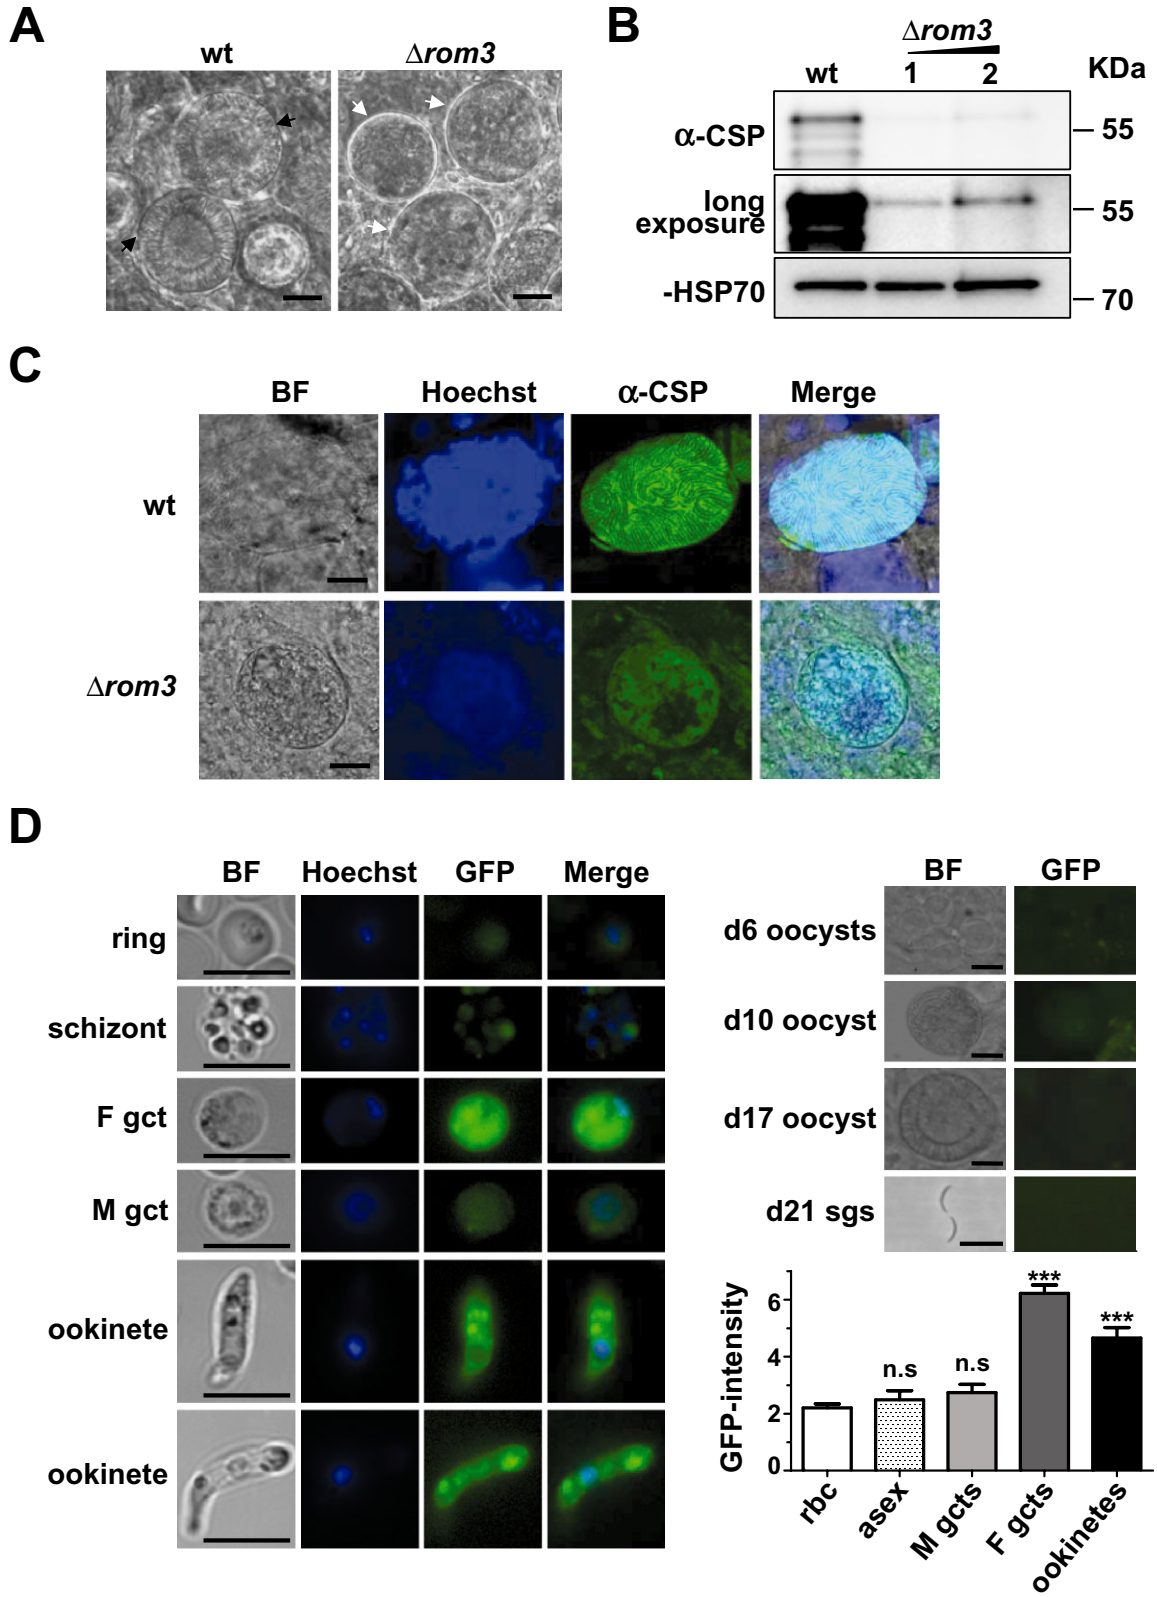 A
wt
Δrom3
B
Δrom3
wt
1
2
KDa
α-CSP
55
long
exposure
55
-HSP70
70
C
BF
Hoechst
α-CSP
Merge
wt
Δrom3
D
BF
Hoechst
GFP
Merge
ring
schizont
F gct
M gct
ookinete
ookinete
BF
GFP
d6 oocysts
d10 oocyst
d17 oocyst
d21 sgs
GFP-intensity
6
4
2
0
n.s
n.s
***
***
rbc
asex
M gcts
F gcts
ookinetes